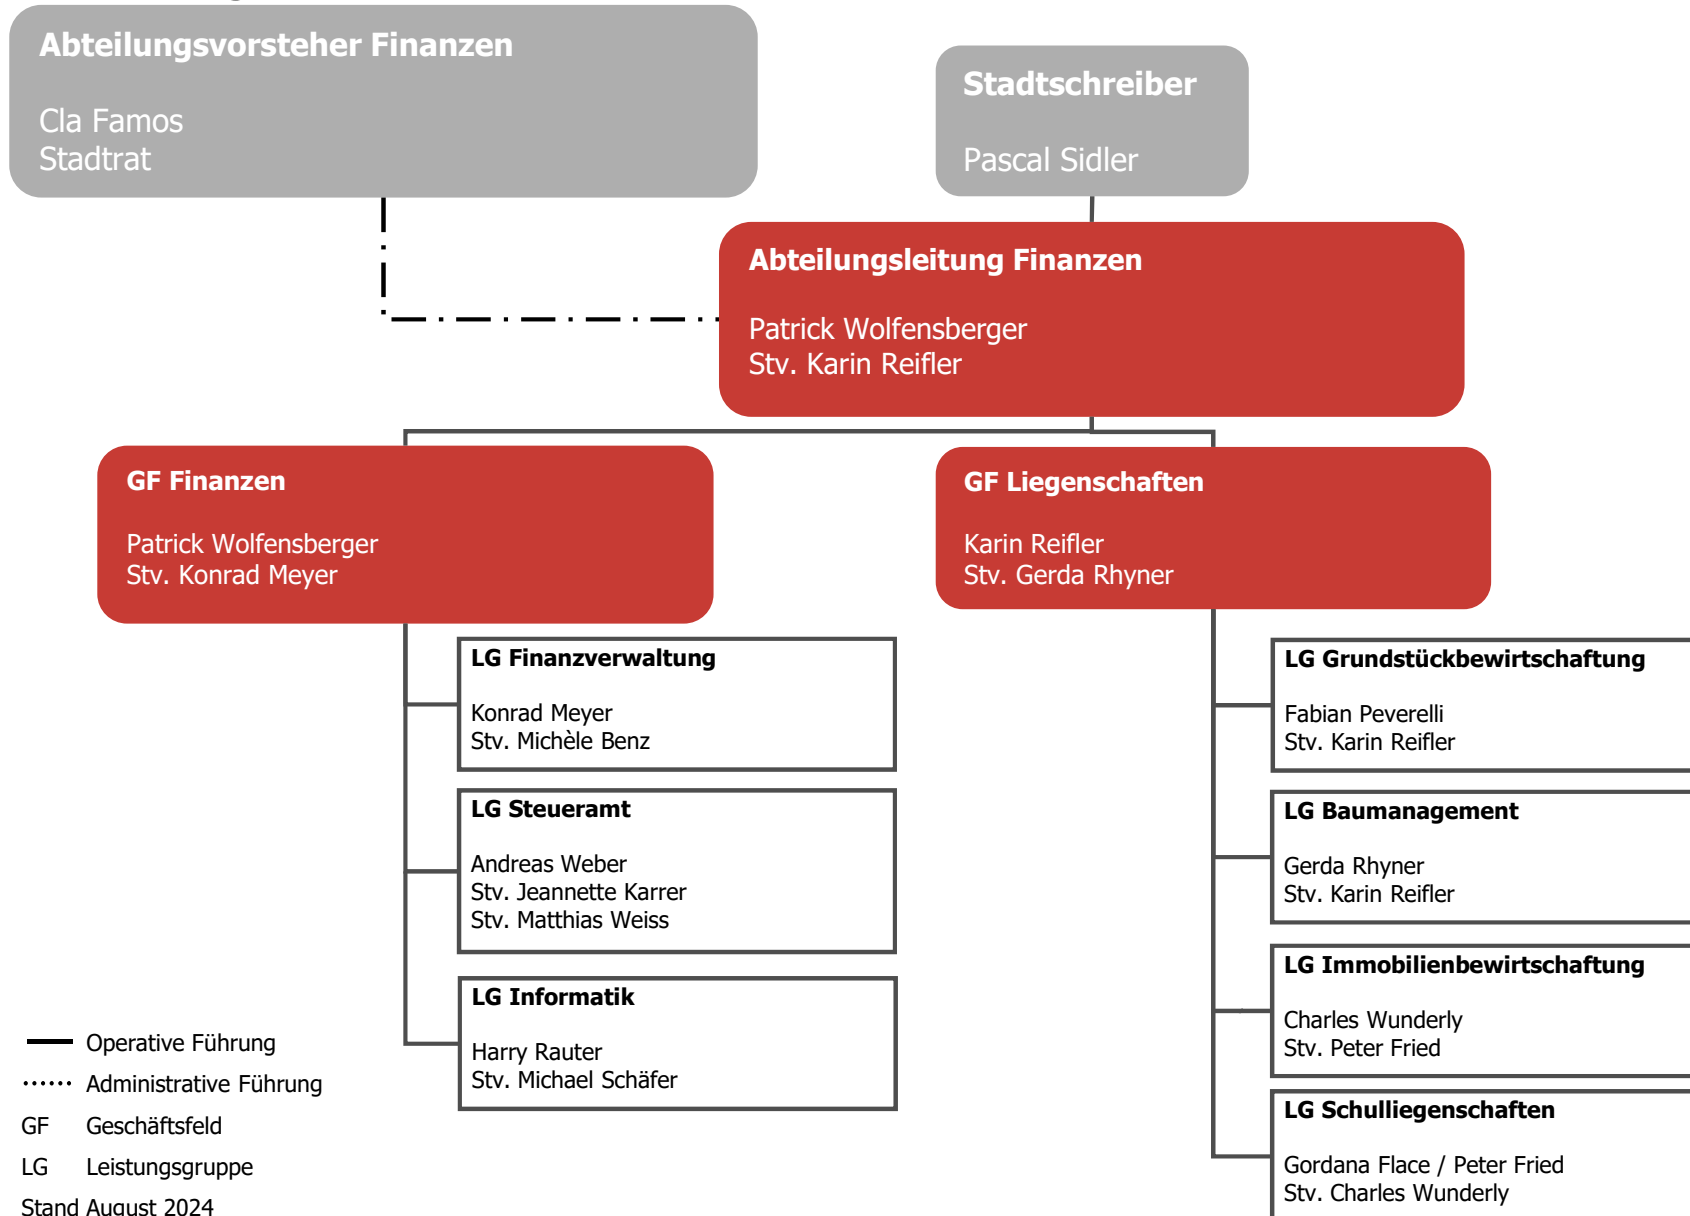 Abteilungsvorsteher Finanzen
Cla Famos
Stadtrat
Stadtschreiber
Pascal Sidler
Abteilungsleitung Finanzen
Patrick Wolfensberger
Stv. Karin Reifler
GF Finanzen
Patrick Wolfensberger
Stv. Konrad Meyer
GF Liegenschaften
Karin Reifler
Stv. Gerda Rhyner
LG Finanzverwaltung
Konrad Meyer
Stv. Michèle Benz
LG Steueramt
Andreas Weber
Stv. Jeannette Karrer
Stv. Matthias Weiss
LG Informatik
Harry Rauter
Stv. Michael Schäfer
LG Grundstückbewirtschaftung
Fabian Peverelli
Stv. Karin Reifler
LG Baumanagement
Gerda Rhyner
Stv. Karin Reifler
LG Immobilienbewirtschaftung
Charles Wunderly
Stv. Peter Fried
LG Schulliegenschaften
Gordana Flace / Peter Fried
Stv. Charles Wunderly
Operative Führung
Administrative Führung
GF Geschäftsfeld
LG Leistungsgruppe
Stand August 2024